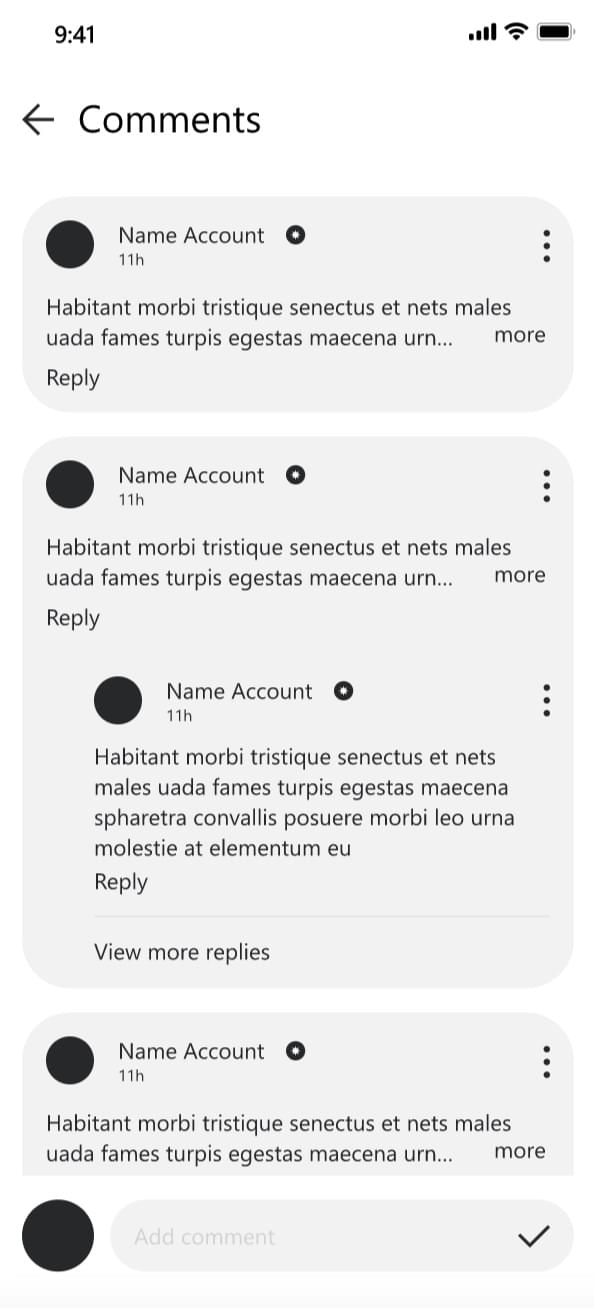 9:41
Comments
Name Account
11h
Habitant morbi tristique senectus et nets males
uada fames turpis egestas maecena urn... more
Reply
Name Account
11h
Habitant morbi tristique senectus et nets males
uada fames turpis egestas maecena urn... more
Reply
Name Account
11h
Habitant morbi tristique senectus et nets
males uada fames turpis egestas maecena
spharetra convallis posuere morbi leo urna
molestie at elementum eu
Reply
View more replies
Name Account
11h
Habitant morbi tristique senectus et nets males
uada fames turpis egestas maecena urn... more
Add comment